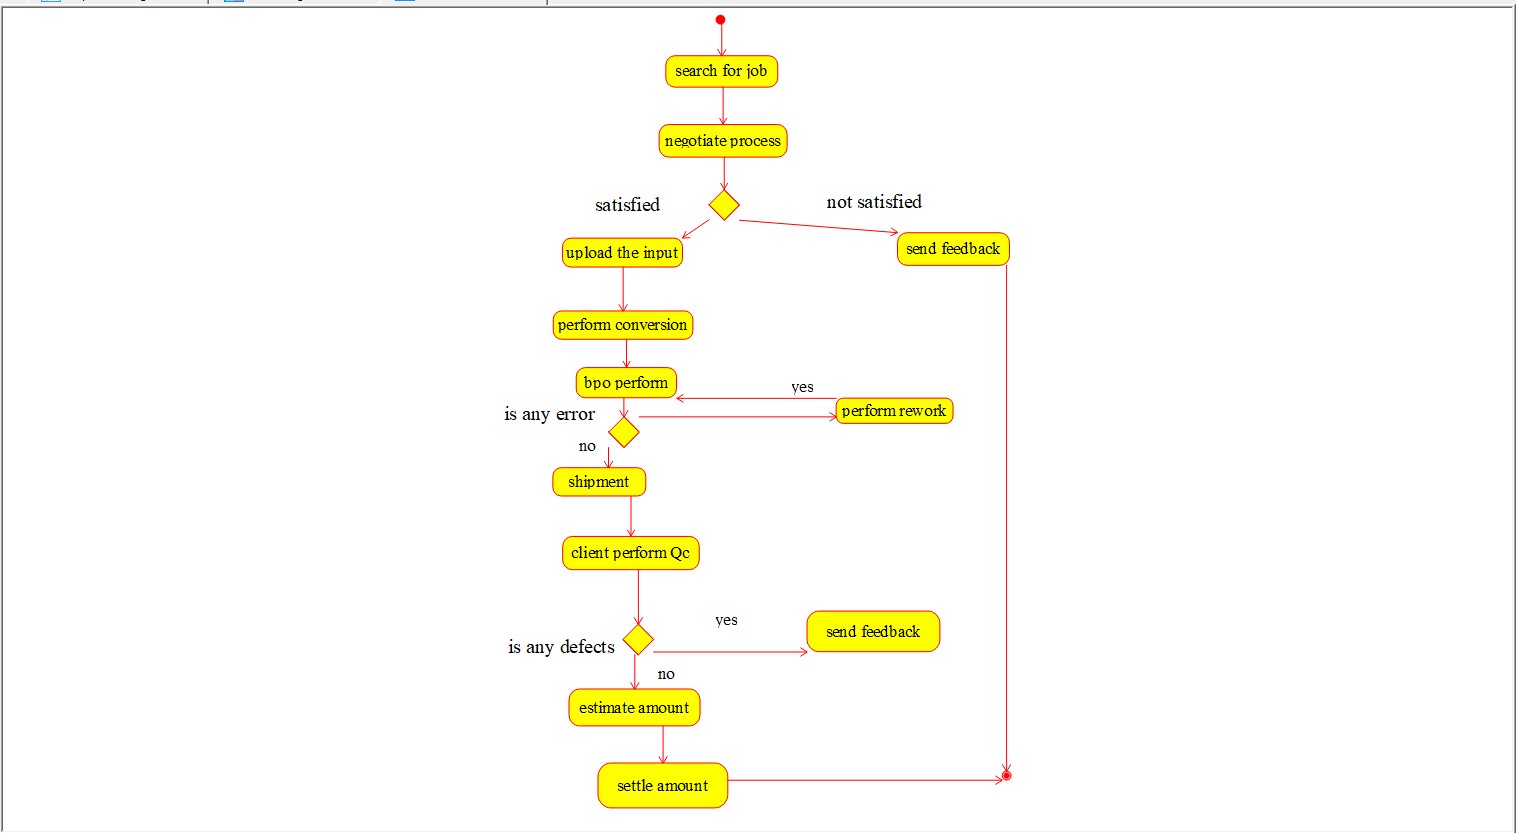 search for job
negotiate process
satisfied
not satisfied
upload the input
send feedback
perform conversion
bpo perform
yes
is any error
perform rework
no
shipment
client perform Qc
yes
send feedback
is any defects
no
estimate amount
settle amount